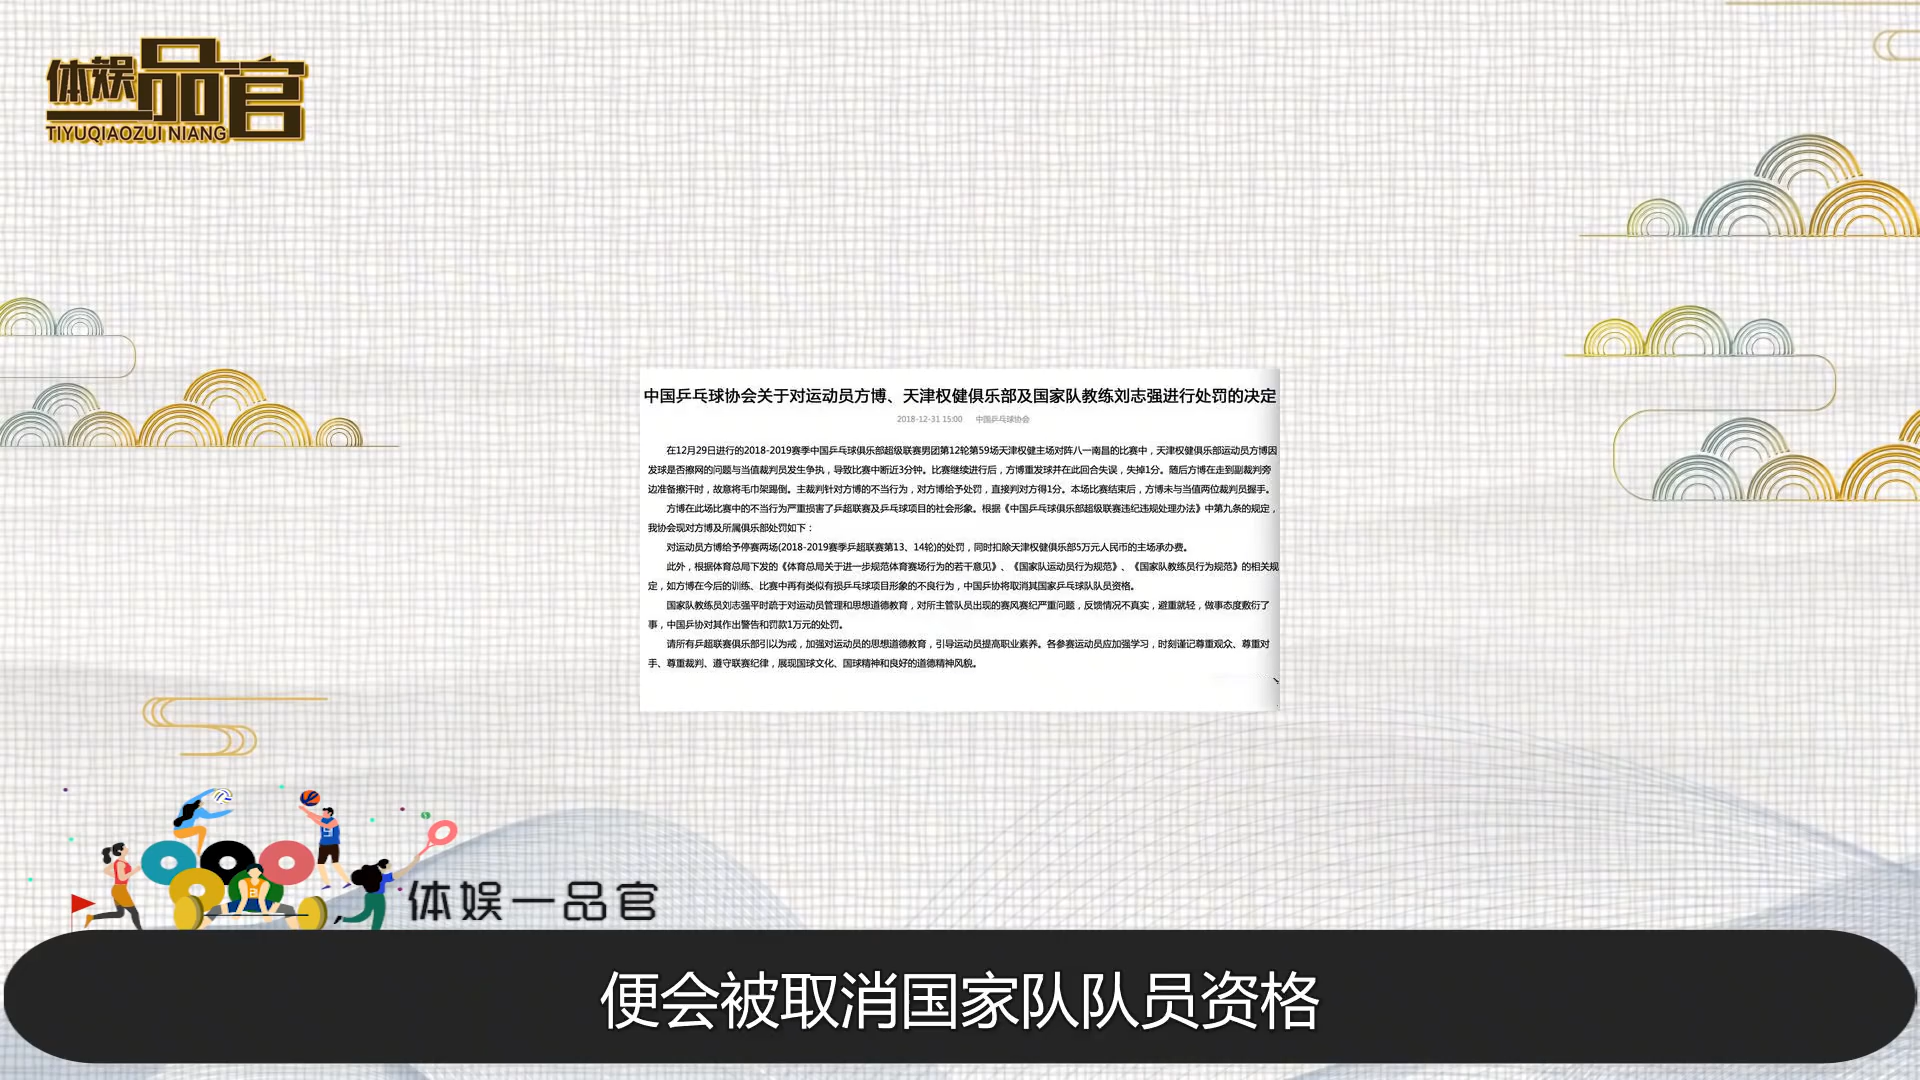 体娱一品官
TIYUQIAOZUI NIANG
中国乒乓球协会关于对运动员方博、天津权健俱乐部及国家队教练刘志强进行处罚的决定
2018-12-31 15:00 中国乒乓球协会
在12月29日进行的2018-2019赛季中国乒乓球俱乐部超级联赛男团第12轮第59场天津权健主场对阵八一南昌的比赛中，天津权健俱乐部运动员方博因
发球是否擦网的问题与当值裁判员发生争执，导致比赛中断近3分钟。比赛继续进行后，方博重发球并在此回合失误，失掉1分。随后方博在走到副裁判旁
边准备擦汗时，故意将毛巾架踢倒。主裁判针对方博的不当行为，对方博给予处罚，直接判对方得1分。本场比赛结束后，方博未与当值两位裁判员握手。
方博在此场比赛中的不当行为严重损害了乒超联赛及乒乓球项目的社会形象。根据《中国乒乓球俱乐部超级联赛违纪违规处理办法》中第九条的规定，
我协会现对方博及所属俱乐部处罚如下：
对运动员方博给予停赛两场(2018-2019赛季乒超联赛第13、14轮)的处罚，同时扣除天津权健俱乐部5万元人民币的主场承办费。
此外，根据体育总局下发的《体育总局关于进一步规范体育赛场行为的若干意见》、《国家队运动员行为规范》、《国家队教练员行为规范》的相关规
定，如方博在今后的训练、比赛中再有类似有损乒乓球项目形象的不良行为，中国乒协将取消其国家乒乓球队队员资格。
国家队教练员刘志强平时疏于对运动员管理和思想道德教育，对所主管队员出现的赛风赛纪严重问题，反馈情况不真实，避重就轻，做事态度敷衍了
事，中国乒协对其作出警告和罚款1万元的处罚。
请所有乒超联赛俱乐部引以为戒，加强对运动员的思想道德教育，引导运动员提高职业素养。各参赛运动员应加强学习，时刻谨记尊重观众、尊重对
手、尊重裁判、遵守联赛纪律，展现国球文化、国球精神和良好的道德精神风貌。
体娱一品官
便会被取消国家队队员资格